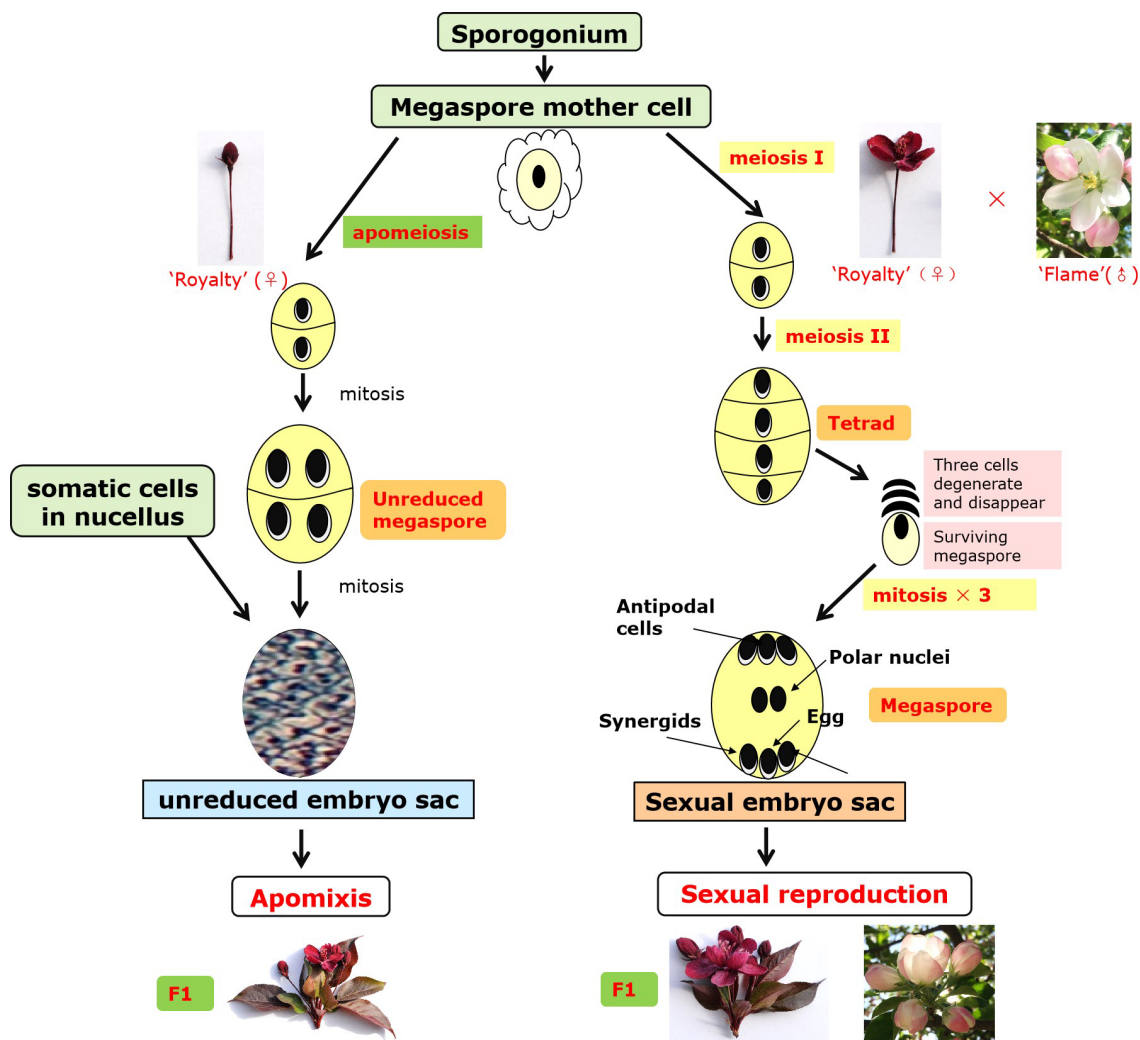 Sporogonium
Megaspore mother cell
meiosis I
×
apomeiosis
'Royalty' (♀)
'Royalty' (♀)
'Flame'(♂)
meiosis II
mitosis
Tetrad
Three cells
degenerate
and disappear
somatic cells
in nucellus
Unreduced
megaspore
Surviving
megaspore
mitosis
mitosis × 3
Antipodal
cells
Polar nuclei
Megaspore
Synergids
Egg
unreduced embryo sac
Sexual embryo sac
Apomixis
Sexual reproduction
F1
F1